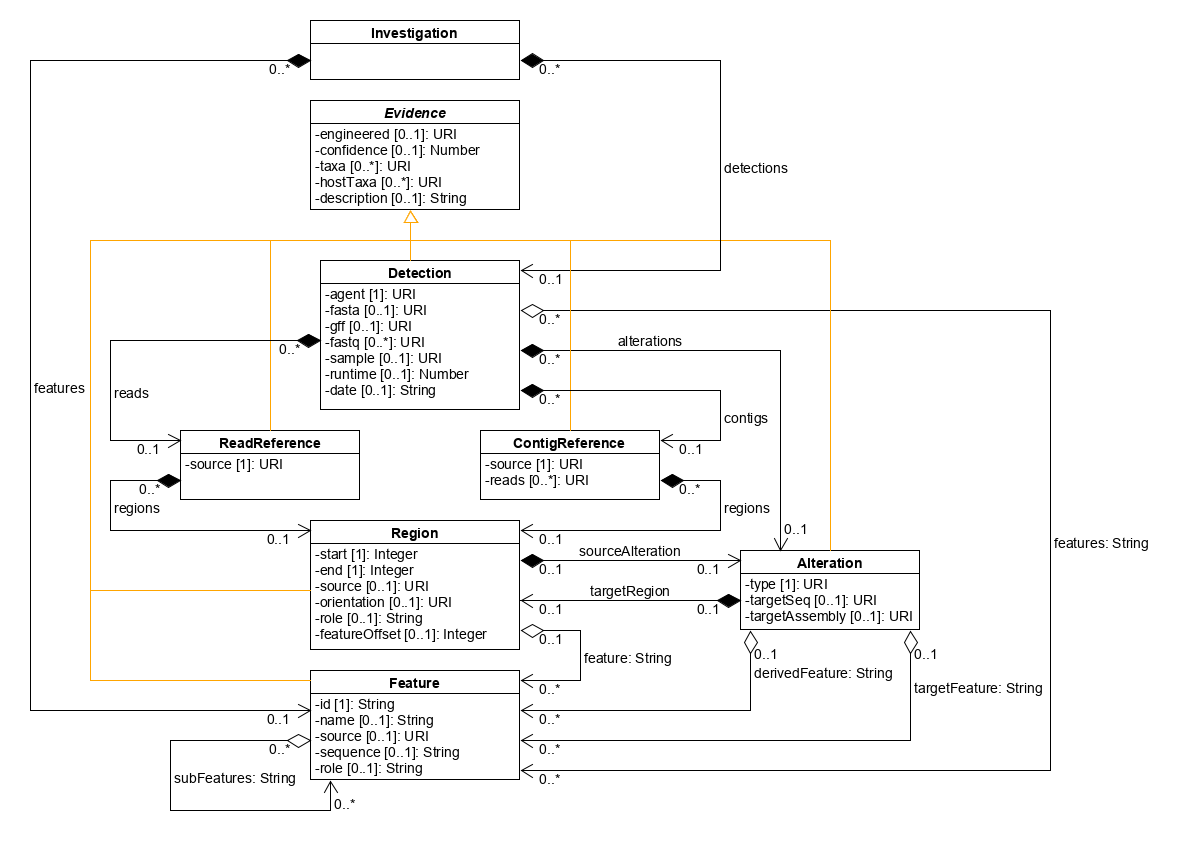 Investigation
0..*
0..*
Evidence
-engineered [0..1]: URI
-confidence [0..1]: Number
-taxa [0..*]: URI
-hostTaxa [0..*]: URI
-description [0..1]: String
detections
Detection
0..1
-agent [1]: URI
-fasta [0..1]: URI
-gff [0..1]: URI
-fastq [0..*]: URI
-sample [0..1]: URI
-runtime [0..1]: Number
-date [0..1]: String
0..*
0..*
alterations
0..*
0..*
features
reads
contigs
0..1
0..1
ReadReference
-source [1]: URI
ContigReference
-source [1]: URI
-reads [0..*]: URI
0..*
regions
0..*
regions
0..1
0..1
0..1
features: String
Region
-start [1]: Integer
-end [1]: Integer
-source [0..1]: URI
-orientation [0..1]: URI
-role [0..1]: String
-featureOffset [0..1]: Integer
sourceAlteration
0..1
0..1
targetRegion
0..1
0..1
Alteration
-type [1]: URI
-targetSeq [0..1]: URI
-targetAssembly [0..1]: URI
0..1
feature: String
0..*
0..1
derivedFeature: String
0..1
targetFeature: String
Feature
-id [1]: String
-name [0..1]: String
-source [0..1]: URI
-sequence [0..1]: String
-role [0..1]: String
0..1
0..*
0..*
0..*
0..*
subFeatures: String
0..*